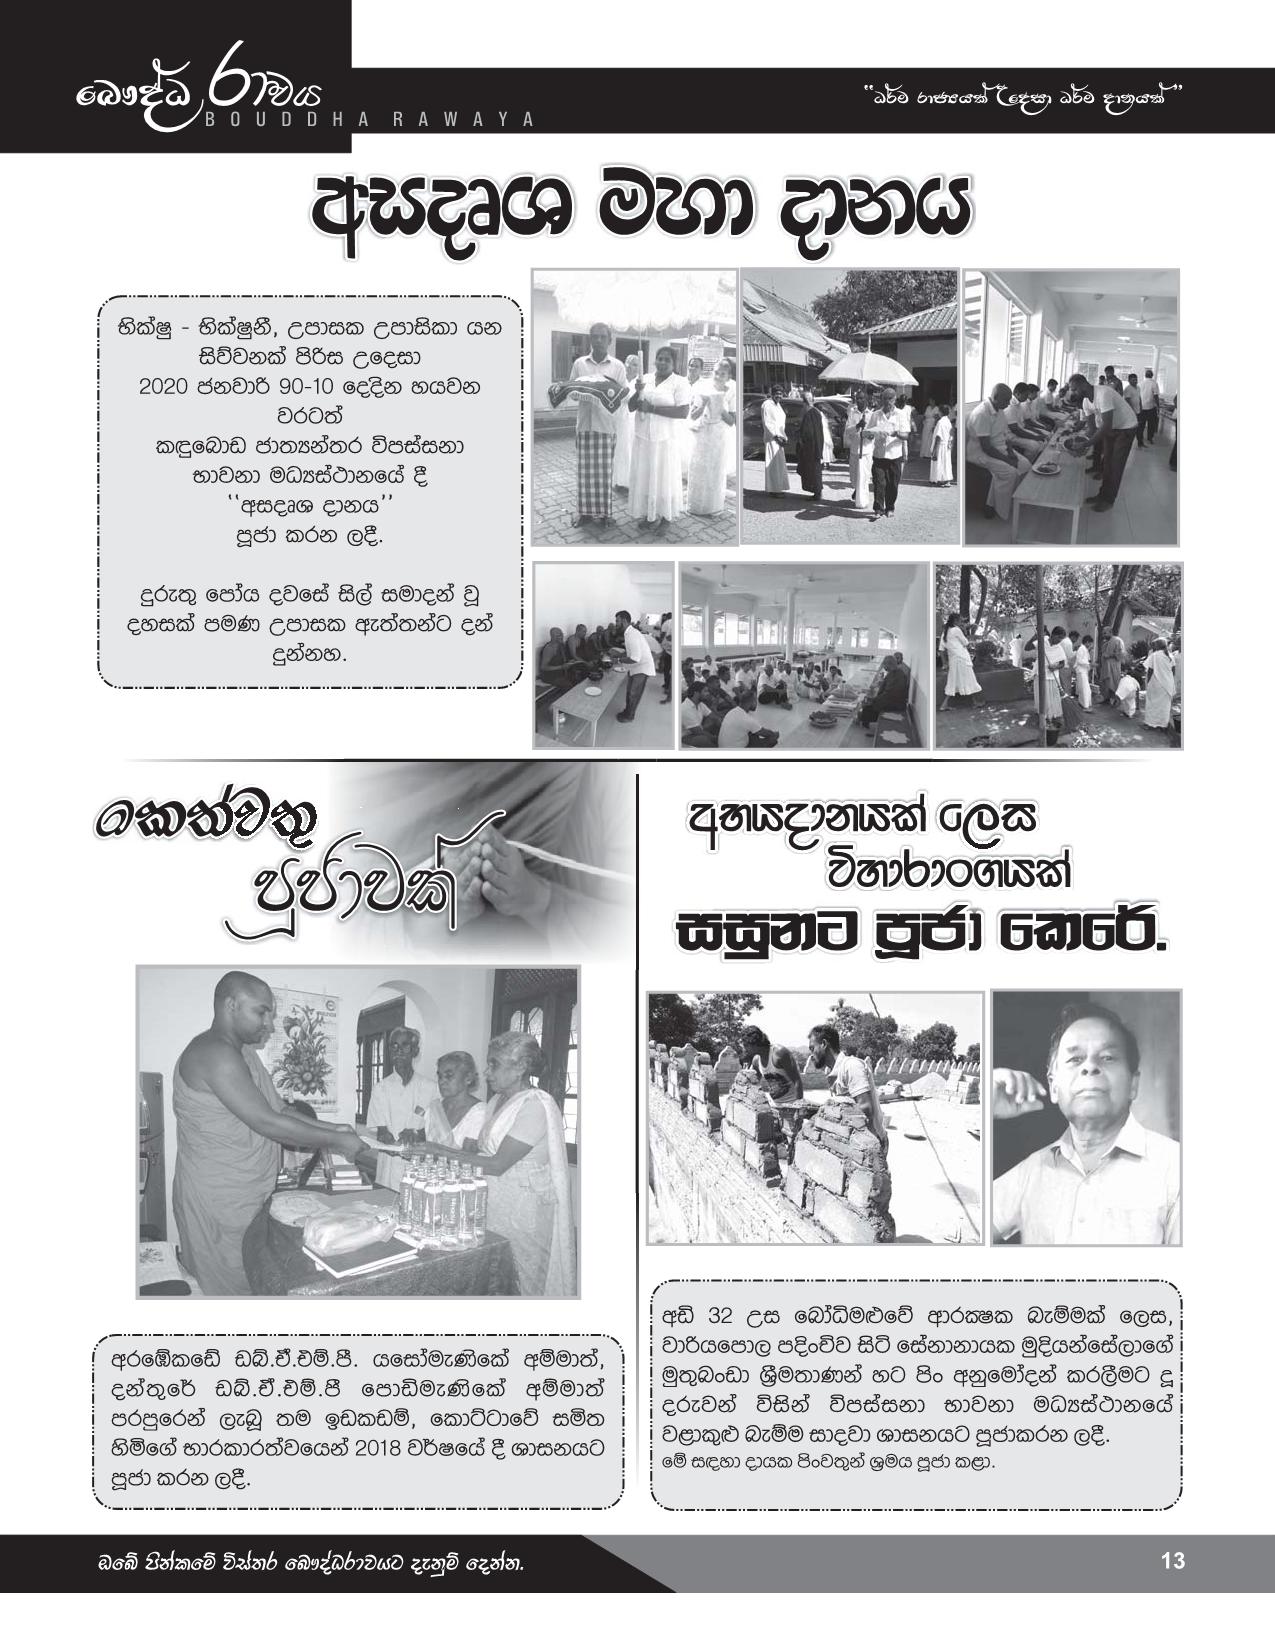 බෞද්ධ රාවය
BOUDDHA RAWAYA
“ධර්ම රාජ්‍යයක් උදෙසා ධර්ම දානයක්”
අසදෘශ මහා දානය
භික්ෂු - භික්ෂුනී, උපාසක උපාසිකා යන
සිව්වනක් පිරිස උදෙසා
2020 ජනවාරි 90-10 දෙදින හයවන
වරටත්
කඳුබොඩ ජාත්‍යන්තර විපස්සනා
භාවනා මධ්‍යස්ථානයේ දී
‘‘අසදෘශ දානය’’
පූජා කරන ලදී.
දුරුතු පෝය දවසේ සිල් සමාදන් වූ
දහසක් පමණ උපාසක ඇත්තන්ට දන්
දුන්නහ.
කෙත්වතු
පූජාවක්
අරඹේකඩේ ඩබ්.ඒ.එම්.පී. යසෝමැණිකේ අම්මාත්,
දන්තුරේ ඩබ්.ඒ.එම්.පී පොඩිමැණිකේ අම්මාත්
පරපුරෙන් ලැබූ තම ඉඩකඩම්, කොට්ටාවේ සමිත
හිමිගේ භාරකාරත්වයෙන් 2018 වර්ෂයේ දී ශාසනයට
පූජා කරන ලදී.
අභයදානයක් ලෙස
විහාරාංගයක්
සසුනට පූජා කෙරේ.
අඩි 32 උස බෝධිමළුවේ ආරක්‍ෂක බැම්මක් ලෙස,
වාරියපොල පදිංචිව සිටි සේනානායක මුදියන්සේලාගේ
මුතුබංඩා ශ්‍රීමතාණන් හට පිං අනුමෝදන් කරලීමට දූ
දරුවන් විසින් විපස්සනා භාවනා මධ්‍යස්ථානයේ
වළාකුළු බැම්ම සාදවා ශාසනයට පූජාකරන ලදී.
මේ සඳහා දායක පිංවතුන් ශ්‍රමය පූජා කළා.
ඔබේ පින්කමේ විස්තර බෞද්ධරාවයට දැනුම් දෙන්න.
13